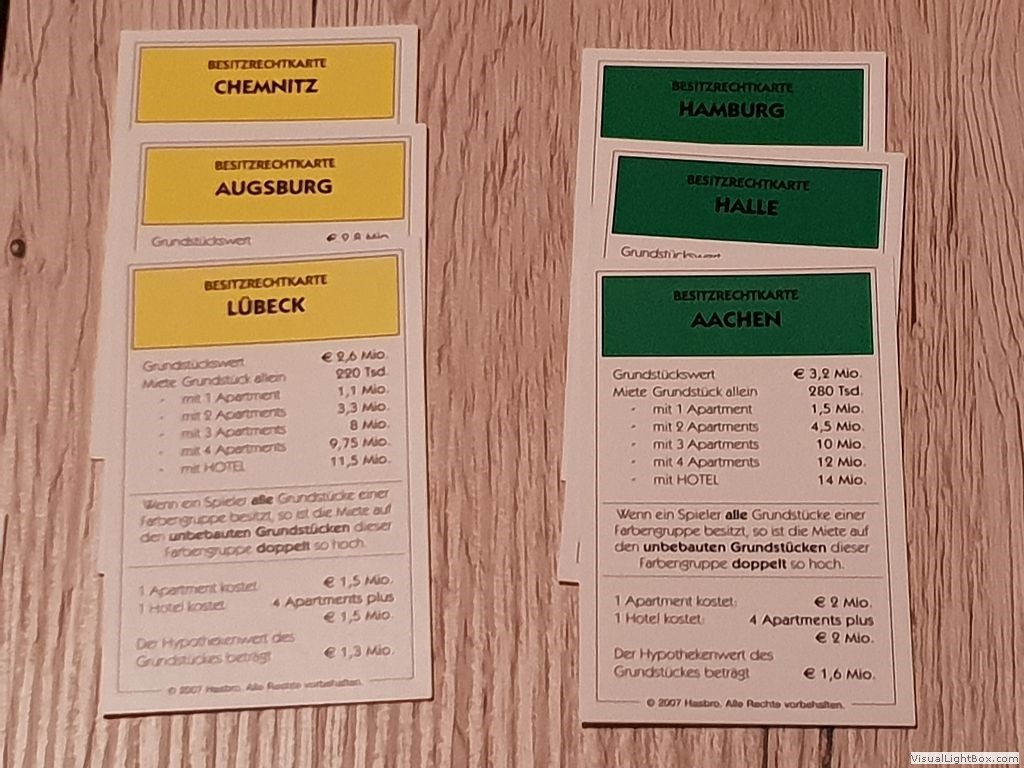 BESITZRECHTKARTE
CHEMNITZ
BESITZRECHTKARTE
AUGSBURG
Grundstückswert € 2,8 Mio.
BESITZRECHTKARTE
LÜBECK
Grundstückswert € 2,6 Mio.
Miete Grundstück allein 220 Tsd.
" mit 1 Apartment 1,1 Mio.
" mit 2 Apartments 3,3 Mio.
" mit 3 Apartments 8 Mio.
" mit 4 Apartments 9,75 Mio.
" mit HOTEL 11,5 Mio.
Wenn ein Spieler alle Grundstücke einer
Farbengruppe besitzt, so ist die Miete auf
den unbebauten Grundstücken dieser
Farbengruppe doppelt so hoch.
1 Apartment kostet € 1,5 Mio.
1 Hotel kostet 4 Apartments plus
€ 1,5 Mio.
Der Hypothekenwert des
Grundstückes beträgt € 1,3 Mio.
© 2007 Hasbro. Alle Rechte vorbehalten.
BESITZRECHTKARTE
HAMBURG
BESITZRECHTKARTE
HALLE
Grundstückswert
BESITZRECHTKARTE
AACHEN
Grundstückswert € 3,2 Mio.
Miete Grundstück allein 280 Tsd.
" mit 1 Apartment 1,5 Mio.
" mit 2 Apartments 4,5 Mio.
" mit 3 Apartments 10 Mio.
" mit 4 Apartments 12 Mio.
" mit HOTEL 14 Mio.
Wenn ein Spieler alle Grundstücke einer
Farbengruppe besitzt, so ist die Miete auf
den unbebauten Grundstücken dieser
Farbengruppe doppelt so hoch.
1 Apartment kostet: € 2 Mio.
1 Hotel kostet: 4 Apartments plus
€ 2 Mio.
Der Hypothekenwert des
Grundstückes beträgt € 1,6 Mio.
© 2007 Hasbro. Alle Rechte vorbehalten.
VisualLightBox.com